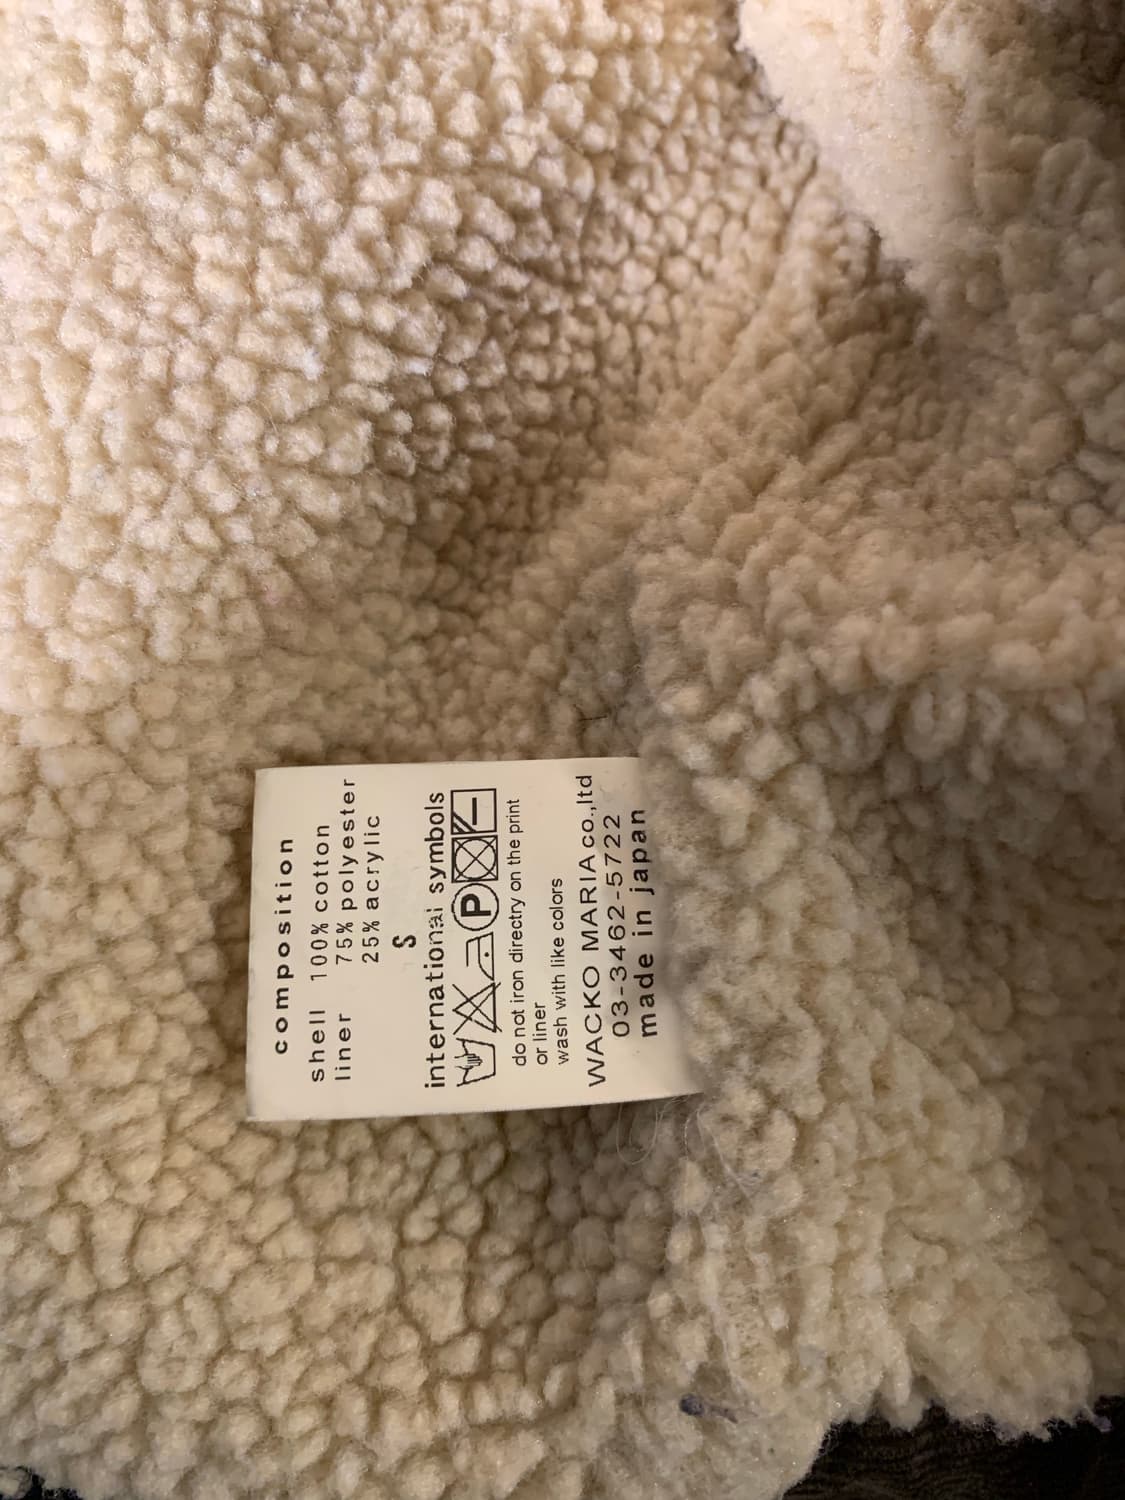 composition
shell 100% cotton
liner 75% polyester
25% acrylic
S
international symbols
P
do not iron directry on the print
or liner
wash with like colors
WACKO MARIA co.,ltd
03-3462-5722
made in japan